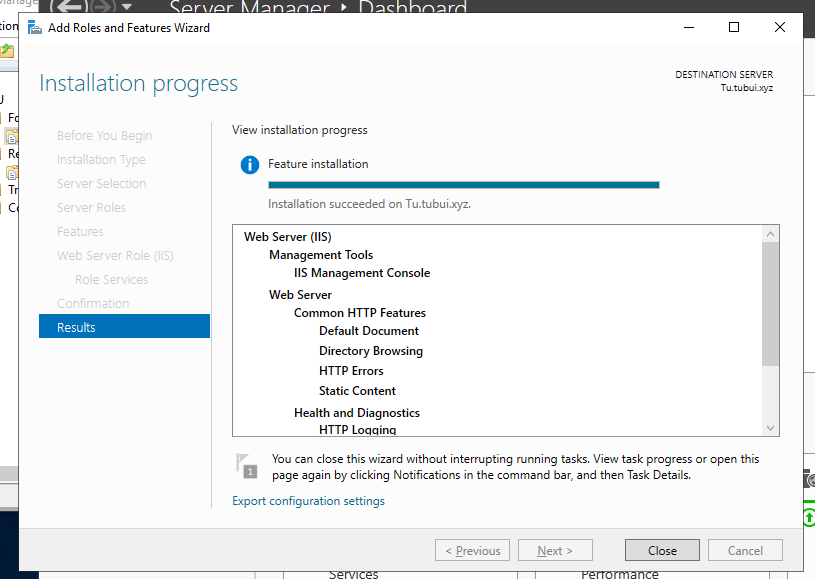 Server Manager › Dashboard
Add Roles and Features Wizard
Installation progress
DESTINATION SERVER
Tu.tubui.xyz
Before You Begin
Installation Type
Server Selection
Server Roles
Features
Web Server Role (IIS)
Role Services
Confirmation
Results
View installation progress
Feature installation
Installation succeeded on Tu.tubui.xyz.
Web Server (IIS)
Management Tools
IIS Management Console
Web Server
Common HTTP Features
Default Document
Directory Browsing
HTTP Errors
Static Content
Health and Diagnostics
HTTP Logging
1
You can close this wizard without interrupting running tasks. View task progress or open this
page again by clicking Notifications in the command bar, and then Task Details.
Export configuration settings
< Previous
Next >
Close
Cancel
Services
Performance